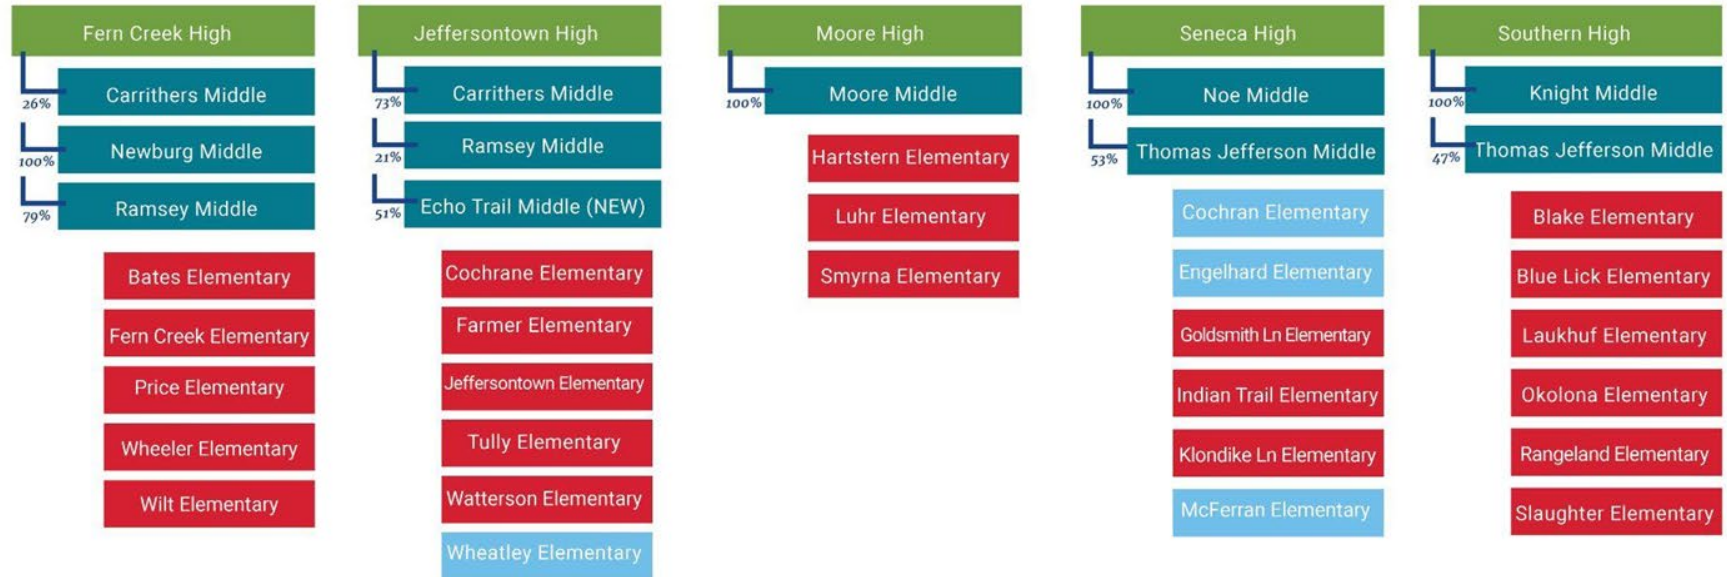 Fern Creek High
26%
Carrithers Middle
100%
Newburg Middle
79%
Ramsey Middle
Bates Elementary
Fern Creek Elementary
Price Elementary
Wheeler Elementary
Wilt Elementary
Jeffersontown High
73%
Carrithers Middle
21%
Ramsey Middle
51%
Echo Trail Middle (NEW)
Cochrane Elementary
Farmer Elementary
Jeffersontown Elementary
Tully Elementary
Watterson Elementary
Wheatley Elementary
Moore High
100%
Moore Middle
Hartstern Elementary
Luhr Elementary
Smyrna Elementary
Seneca High
100%
Noe Middle
53%
Thomas Jefferson Middle
Cochran Elementary
Engelhard Elementary
Goldsmith Ln Elementary
Indian Trail Elementary
Klondike Ln Elementary
McFerran Elementary
Southern High
100%
Knight Middle
47%
Thomas Jefferson Middle
Blake Elementary
Blue Lick Elementary
Laukhuf Elementary
Okolona Elementary
Rangeland Elementary
Slaughter Elementary